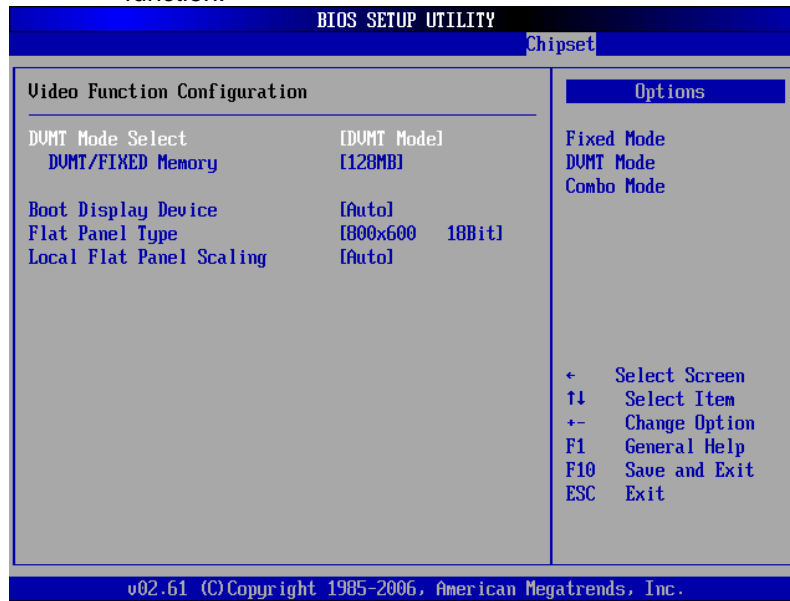 function.
BIOS SETUP UTILITY
Chipset
Video Function Configuration
DVMT Mode Select [DVMT Mode]
DVMT/FIXED Memory [128MB]
Boot Display Device [Auto]
Flat Panel Type [800x600 18Bit]
Local Flat Panel Scaling [Auto]
Options
Fixed Mode
DVMT Mode
Combo Mode
← Select Screen
↑↓ Select Item
+- Change Option
F1 General Help
F10 Save and Exit
ESC Exit
v02.61 (C)Copyright 1985-2006, American Megatrends, Inc.